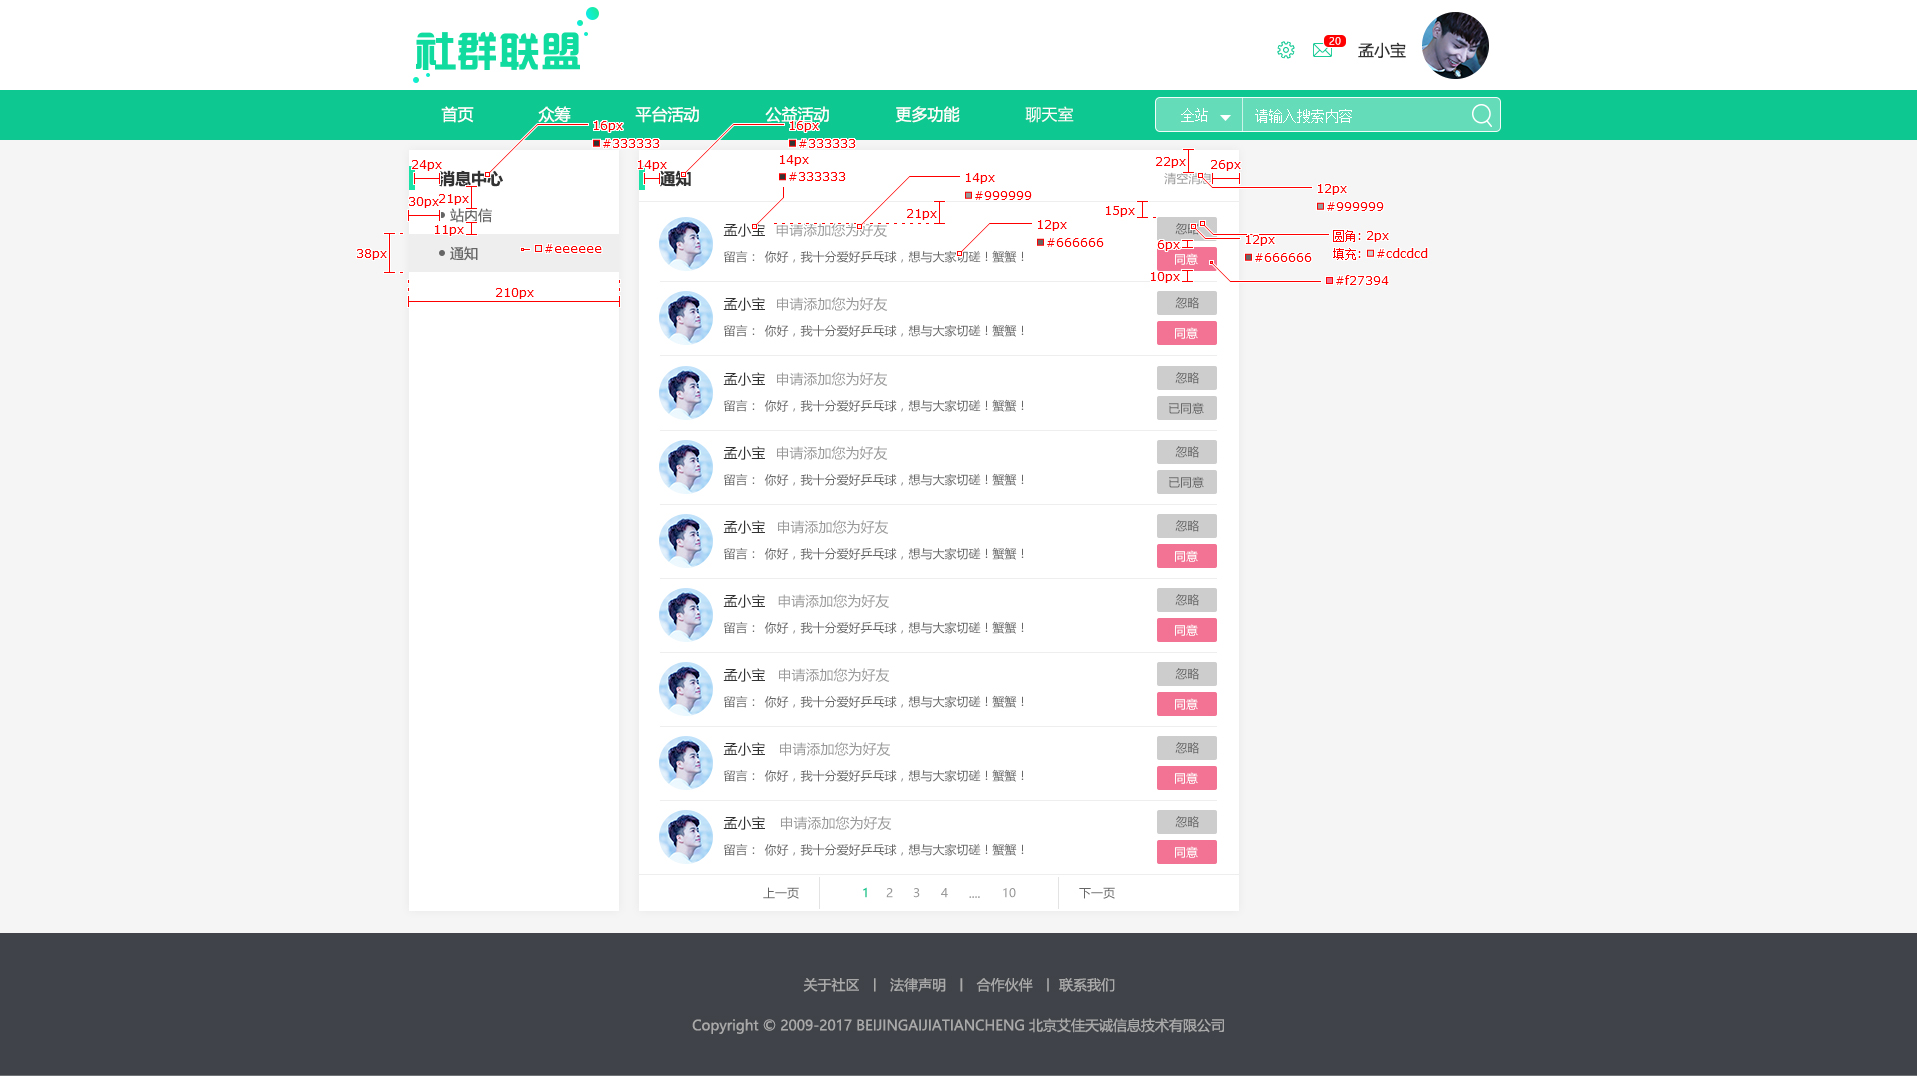 社群联盟
20
孟小宝
首页 众筹 平台活动 公益活动 更多功能 聊天室 全站 请输入搜索内容
16px
#333333
16px
#333333
24px
消息中心
14px
通知
14px
#333333
14px
#999999
22px
26px
清空消息
12px
#999999
30px
21px
站内信
11px
38px
通知
#eeeeee
210px
21px
15px
12px
#666666
6px
12px
#666666
圆角：2px
填充：#cdcdcd
10px
#f27394
孟小宝 申请添加您为好友 忽略
留言： 你好，我十分爱好乒乓球，想与大家切磋！蟹蟹！ 同意
孟小宝 申请添加您为好友 忽略
留言： 你好，我十分爱好乒乓球，想与大家切磋！蟹蟹！ 同意
孟小宝 申请添加您为好友 忽略
留言： 你好，我十分爱好乒乓球，想与大家切磋！蟹蟹！ 已同意
孟小宝 申请添加您为好友 忽略
留言： 你好，我十分爱好乒乓球，想与大家切磋！蟹蟹！ 已同意
孟小宝 申请添加您为好友 忽略
留言： 你好，我十分爱好乒乓球，想与大家切磋！蟹蟹！ 同意
孟小宝 申请添加您为好友 忽略
留言： 你好，我十分爱好乒乓球，想与大家切磋！蟹蟹！ 同意
孟小宝 申请添加您为好友 忽略
留言： 你好，我十分爱好乒乓球，想与大家切磋！蟹蟹！ 同意
孟小宝 申请添加您为好友 忽略
留言： 你好，我十分爱好乒乓球，想与大家切磋！蟹蟹！ 同意
孟小宝 申请添加您为好友 忽略
留言： 你好，我十分爱好乒乓球，想与大家切磋！蟹蟹！ 同意
上一页 1 2 3 4 .... 10 下一页
关于社区 | 法律声明 | 合作伙伴 | 联系我们
Copyright © 2009-2017 BEIJINGAIJIATIANCHENG 北京艾佳天诚信息技术有限公司